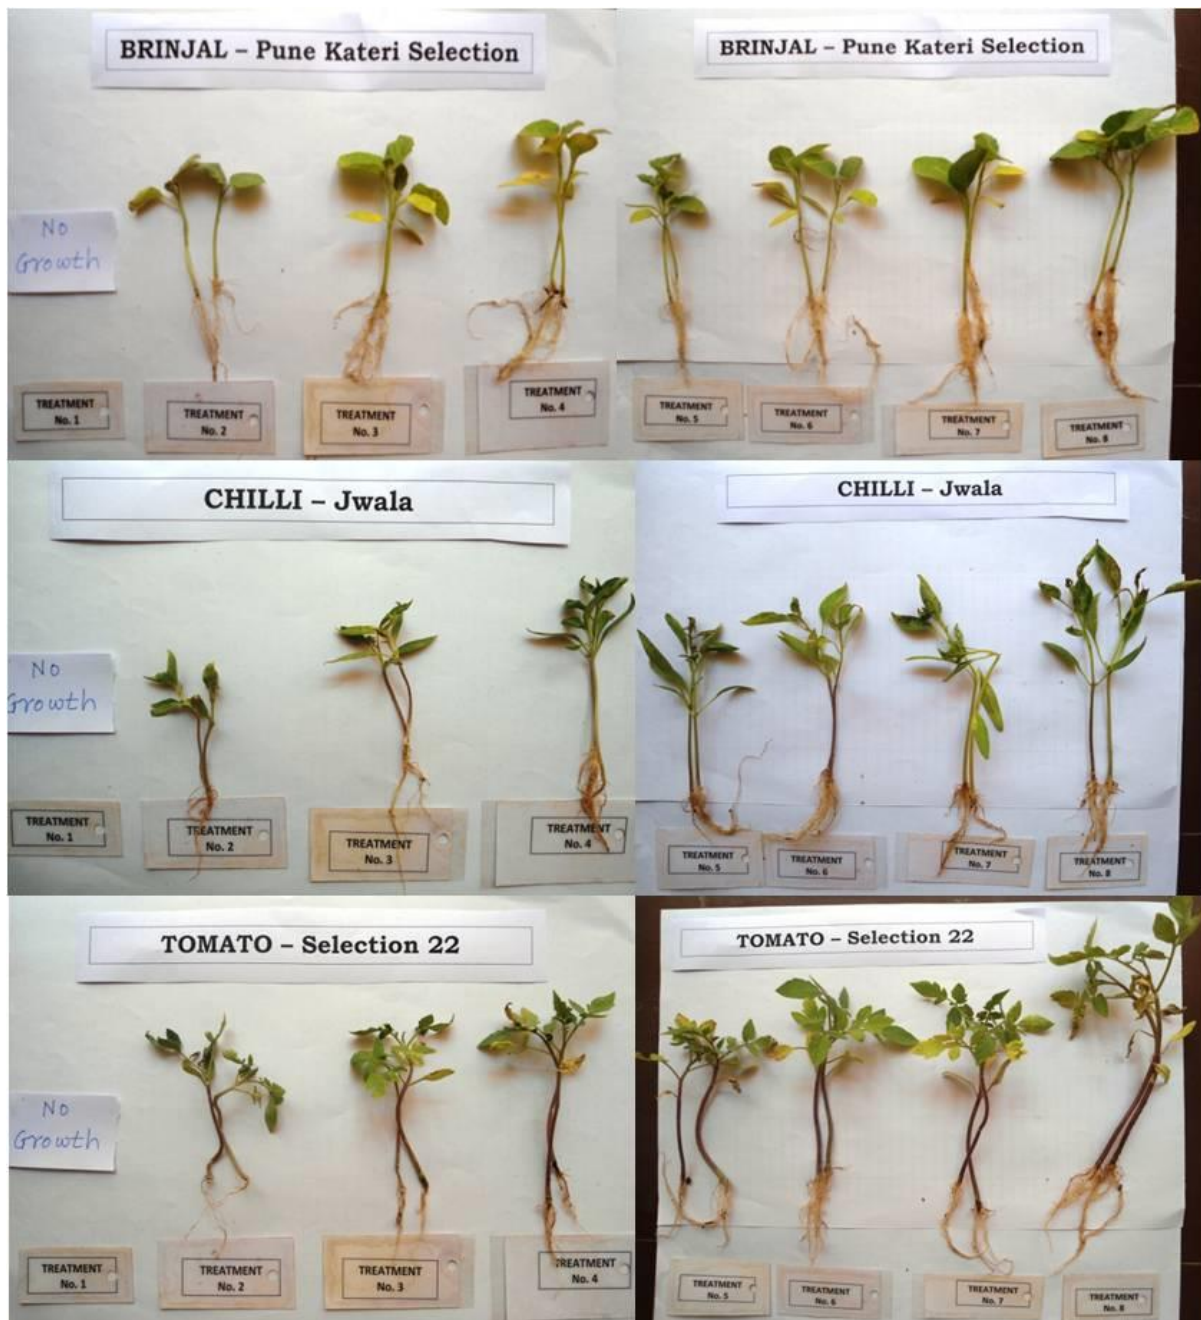 BRINJAL – Pune Kateri Selection
No
Growth
TREATMENT
No. 1
TREATMENT
No. 2
TREATMENT
No. 3
TREATMENT
No. 4
BRINJAL – Pune Kateri Selection
TREATMENT
No. 5
TREATMENT
No. 6
TREATMENT
No. 7
TREATMENT
No. 8
CHILLI – Jwala
No
Growth
TREATMENT
No. 1
TREATMENT
No. 2
TREATMENT
No. 3
TREATMENT
No. 4
CHILLI – Jwala
TREATMENT
No. 5
TREATMENT
No. 6
TREATMENT
No. 7
TREATMENT
No. 8
TOMATO – Selection 22
No
Growth
TREATMENT
No. 1
TREATMENT
No. 2
TREATMENT
No. 3
TREATMENT
No. 4
TOMATO – Selection 22
TREATMENT
No. 5
TREATMENT
No. 6
TREATMENT
No. 7
TREATMENT
No. 8